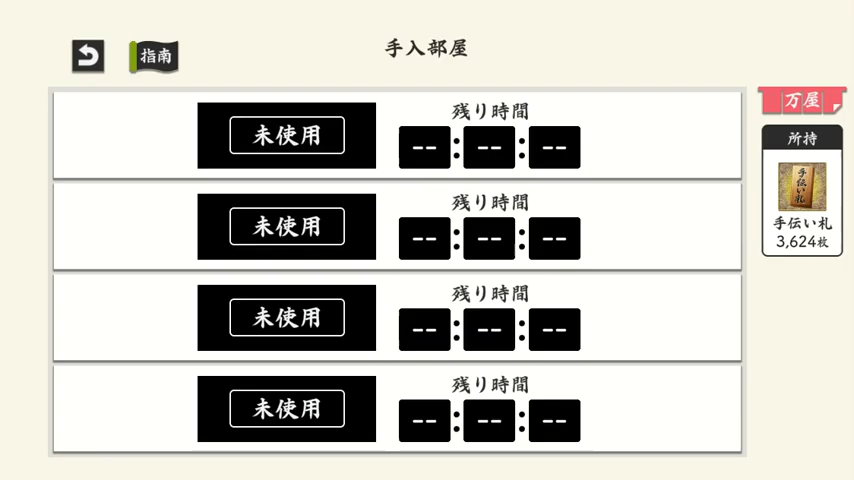 指南
手入部屋
万屋
未使用
残り時間
-- : -- : --
未使用
残り時間
-- : -- : --
未使用
残り時間
-- : -- : --
未使用
残り時間
-- : -- : --
所持
手伝い札
手伝い札
3,624枚